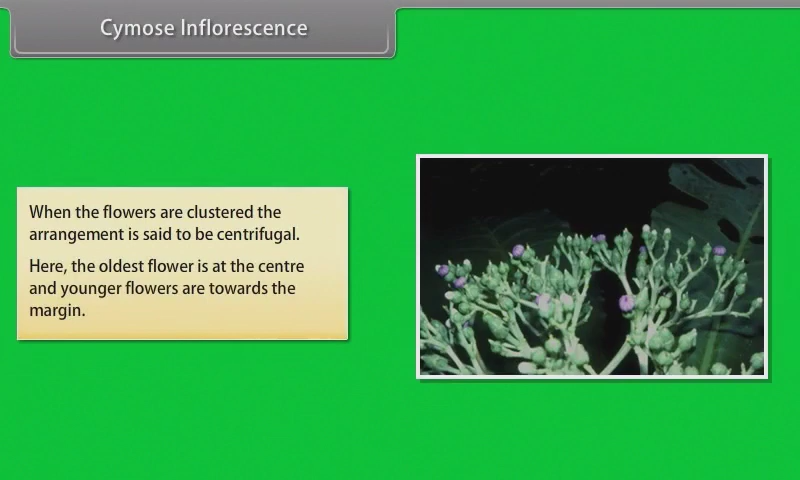 Cymose Inflorescence
When the flowers are clustered the
arrangement is said to be centrifugal.
Here, the oldest flower is at the centre
and younger flowers are towards the
margin.